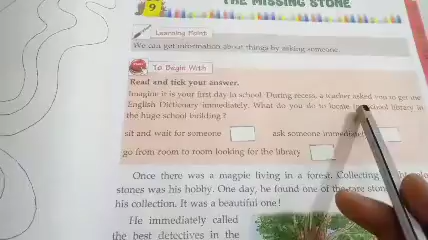 9
THE MISSING STONE
Learning Point
We can get information about things by asking someone.
To Begin With
Read and tick your answer.
Imagine it is your first day in school. During recess, a teacher asked you to get one
English Dictionary immediately. What do you do to locate the school library in
the huge school building?
sit and wait for someone
ask someone immediately
go from room to room looking for the library
Once there was a magpie living in a forest. Collecting
stones was his hobby. One day, he found one of the rare stones
his collection. It was a beautiful one!
He immediately called
the best detectives in the